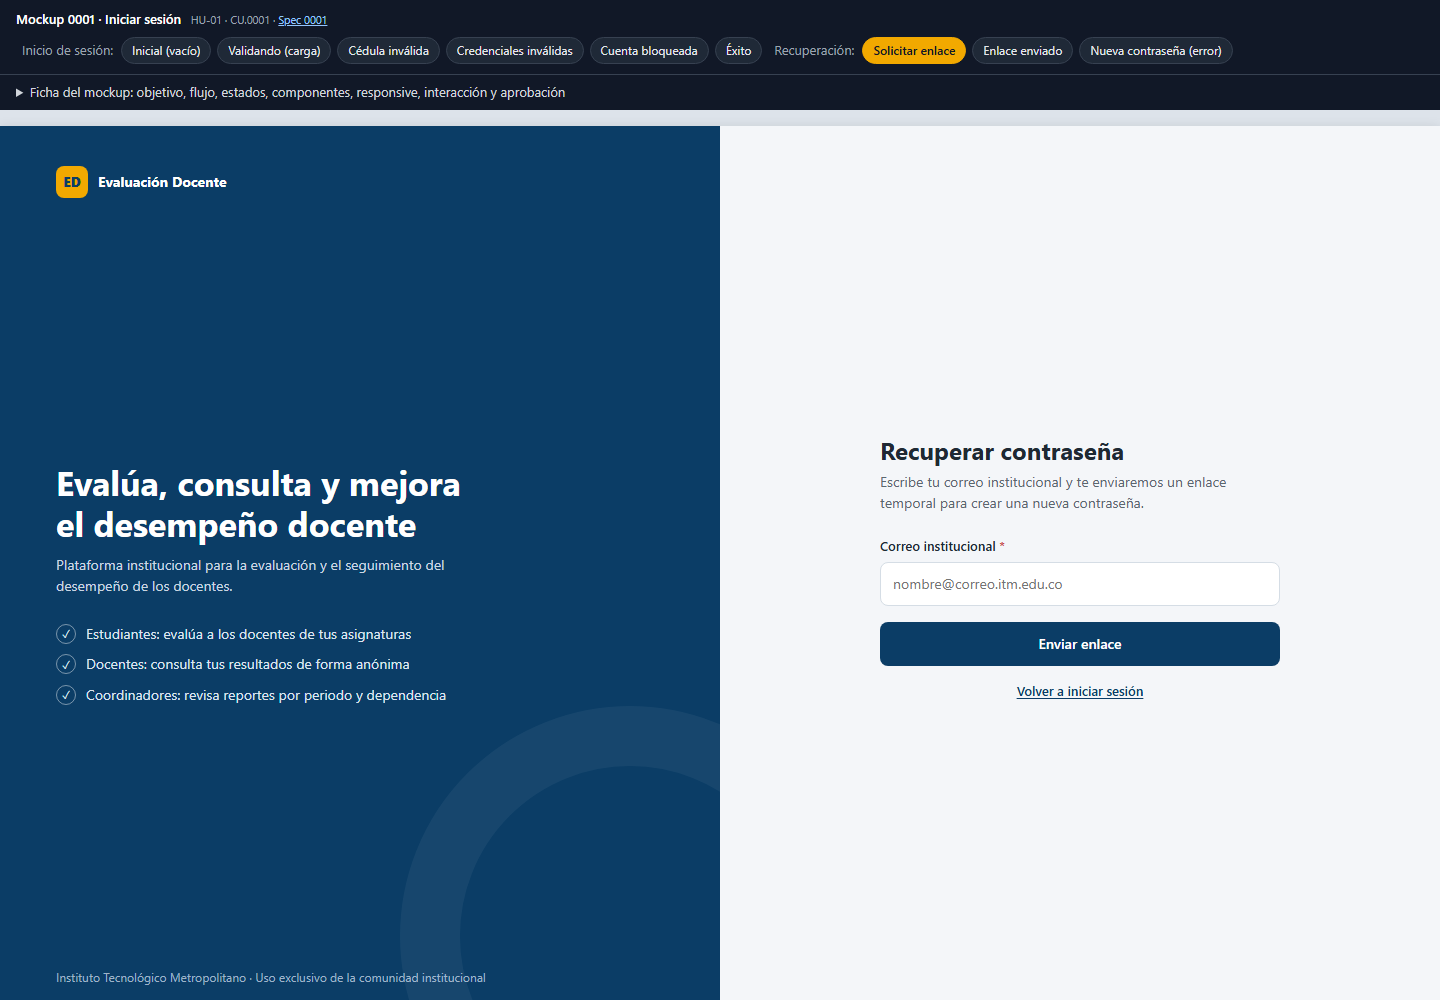 Mockup 0001 · Iniciar sesión HU-01 · CU.0001 · Spec 0001
Inicio de sesión: Inicial (vacío) Validando (carga) Cédula inválida Credenciales inválidas Cuenta bloqueada Éxito Recuperación: Solicitar enlace Enlace enviado Nueva contraseña (error)
Ficha del mockup: objetivo, flujo, estados, componentes, responsive, interacción y aprobación
ED Evaluación Docente
Evalúa, consulta y mejora
el desempeño docente
Plataforma institucional para la evaluación y el seguimiento del
desempeño de los docentes.
Estudiantes: evalúa a los docentes de tus asignaturas
Docentes: consulta tus resultados de forma anónima
Coordinadores: revisa reportes por periodo y dependencia
Instituto Tecnológico Metropolitano · Uso exclusivo de la comunidad institucional
Recuperar contraseña
Escribe tu correo institucional y te enviaremos un enlace
temporal para crear una nueva contraseña.
Correo institucional *
nombre@correo.itm.edu.co
Enviar enlace
Volver a iniciar sesión